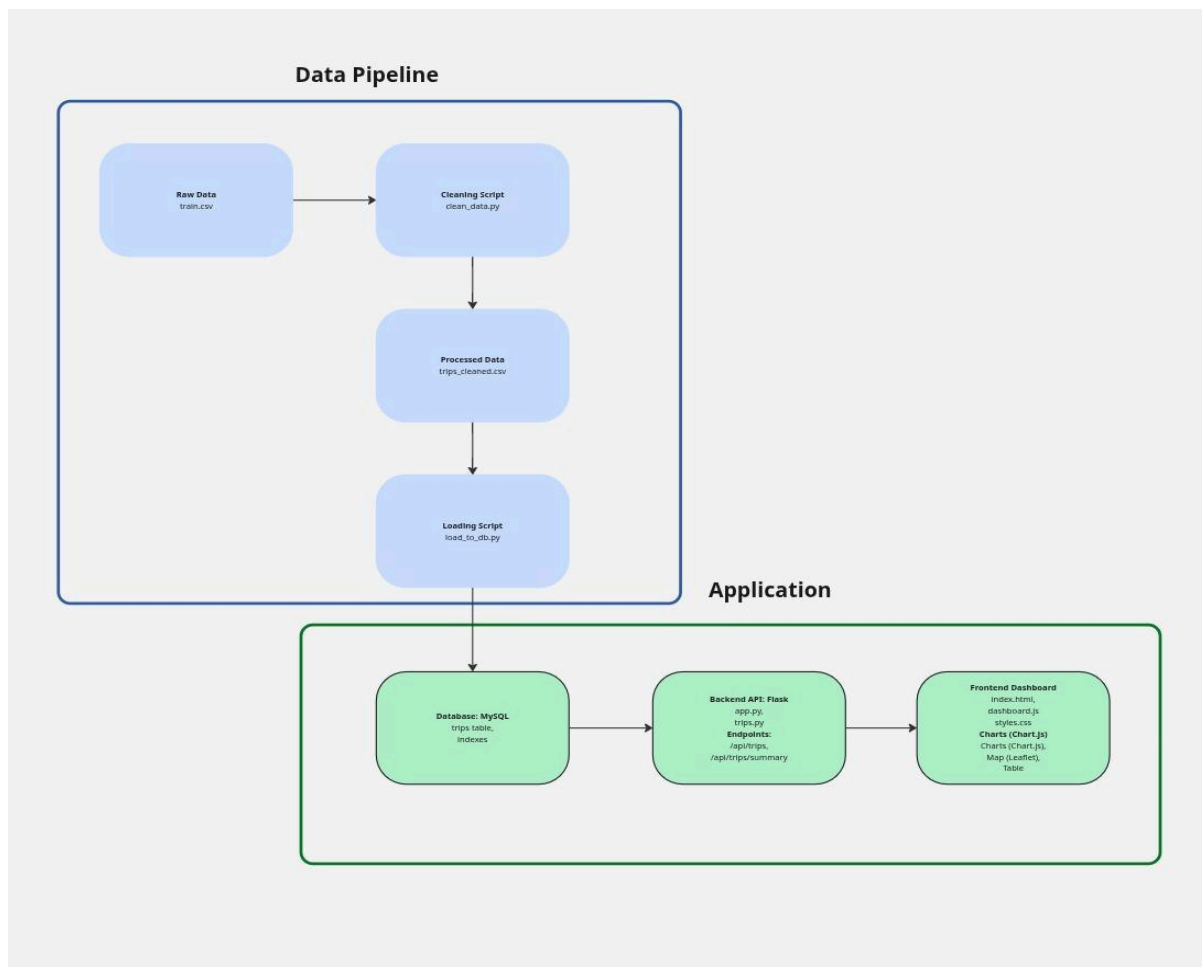 Data Pipeline
Raw Data
train.csv
Cleaning Script
clean_data.py
Processed Data
trips_cleaned.csv
Loading Script
load_to_db.py
Application
Database: MySQL
trips table,
indexes
Backend API: Flask
app.py,
trips.py
Endpoints:
/api/trips,
/api/trips/summary
Frontend Dashboard
index.html,
dashboard.js
styles.css
Charts (Chart.js)
Charts (Chart.js),
Map (Leaflet),
Table